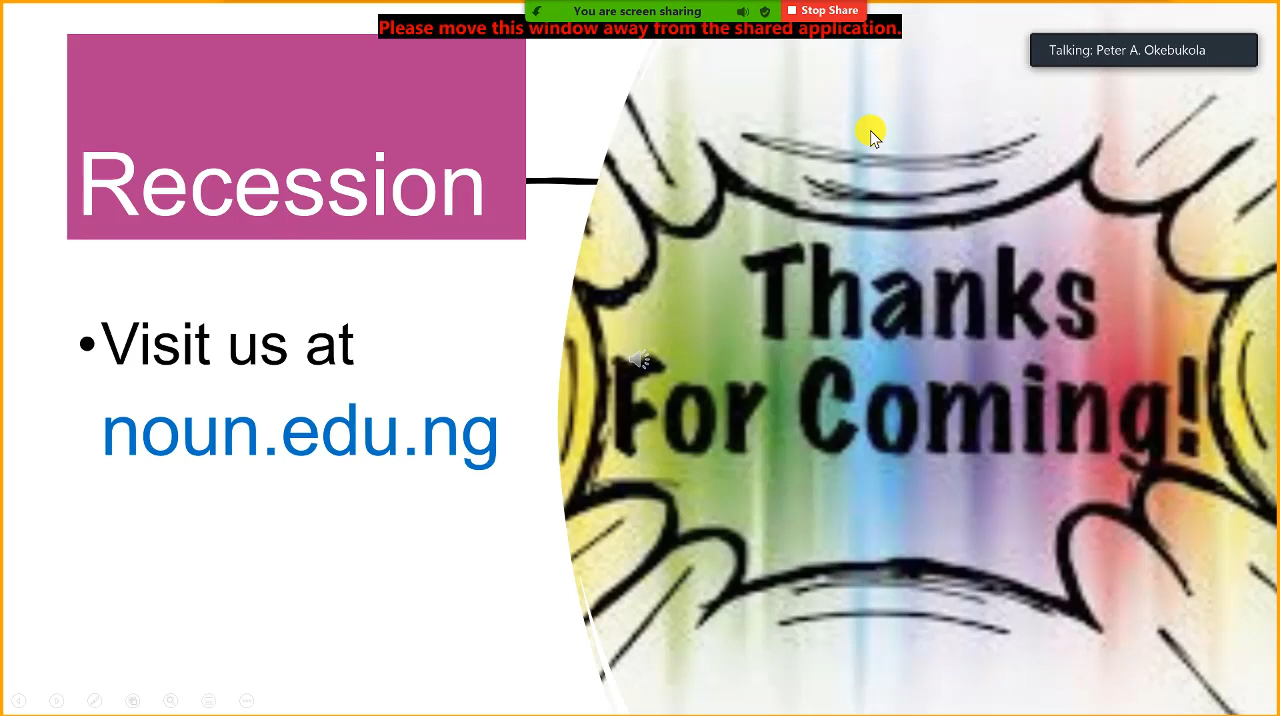 You are screen sharing
Stop Share
Please move this window away from the shared application.
Talking: Peter A. Okebukola
Recession
•Visit us at
noun.edu.ng
Thanks
For Coming!